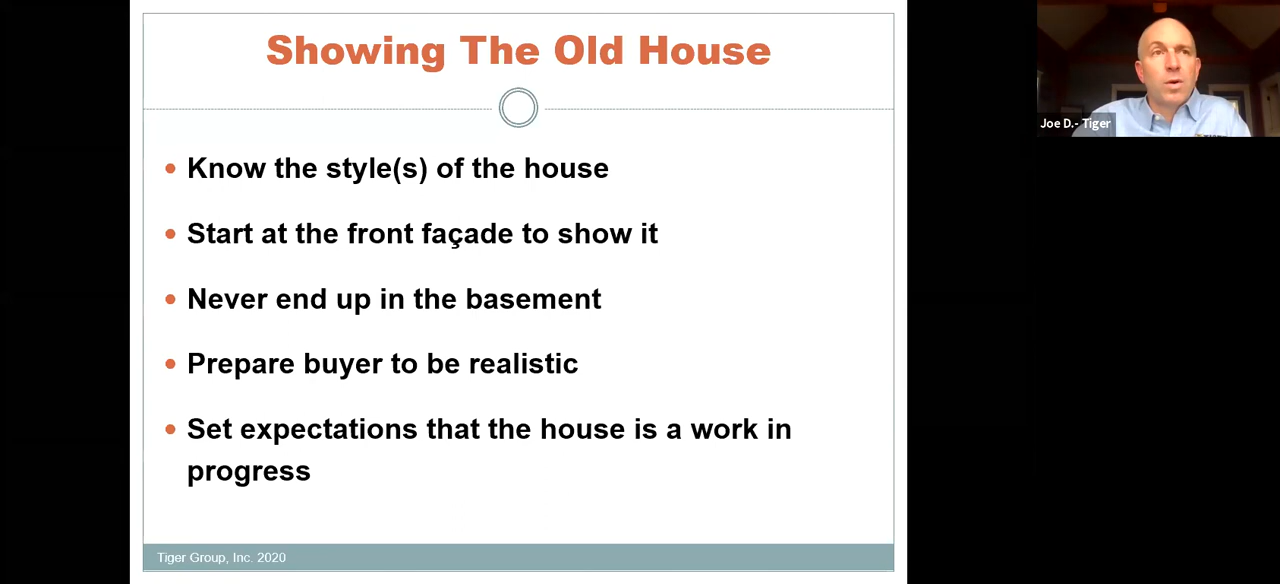 Showing The Old House
Know the style(s) of the house
Start at the front façade to show it
Never end up in the basement
Prepare buyer to be realistic
Set expectations that the house is a work in
progress
Tiger Group, Inc. 2020
Joe D.- Tiger